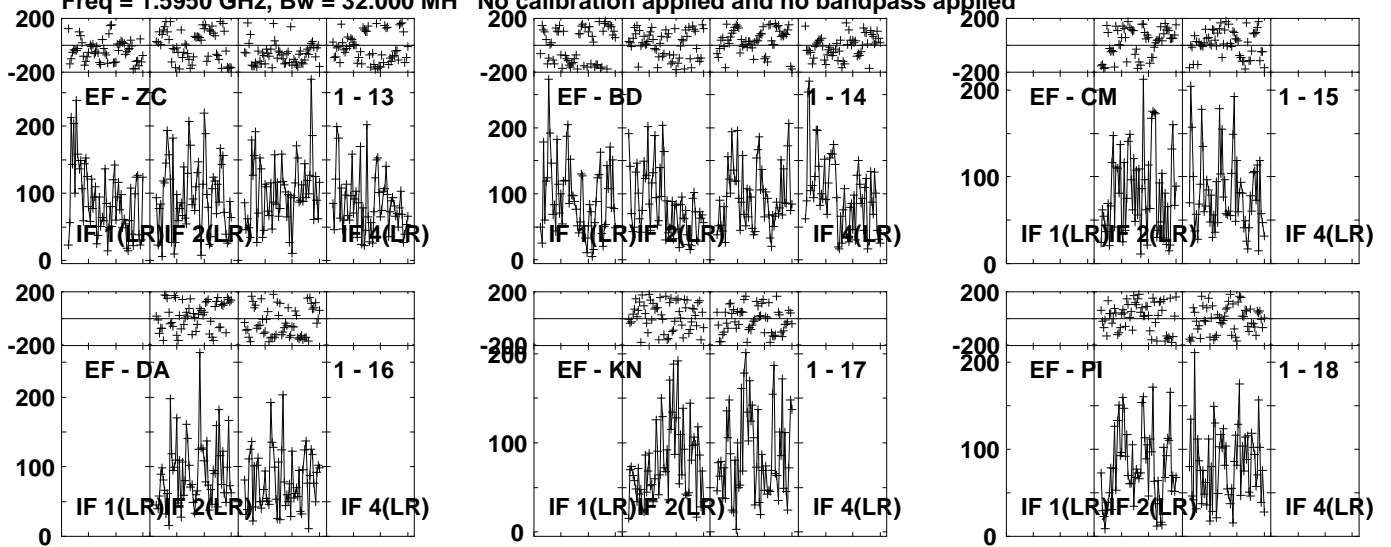 Freq = 1.5950 GHz, Bw = 32.000 MH   No calibration applied and no bandpass applied
200 200 200
-200 -200 -200
EF - ZC 1 - 13 EF - BD 1 - 14 EF - CM 1 - 15
200 200 200
100 100 100
IF 1(LR) IF 2(LR) IF 4(LR) IF 1(LR) IF 2(LR) IF 4(LR) IF 1(LR) IF 2(LR) IF 4(LR)
0 0 0
200 200 200
-200 -200 -200
EF - DA 1 - 16 EF - KN 1 - 17 EF - PI 1 - 18
200 200 200
100 100 100
IF 1(LR) IF 2(LR) IF 4(LR) IF 1(LR) IF 2(LR) IF 4(LR) IF 1(LR) IF 2(LR) IF 4(LR)
0 0 0